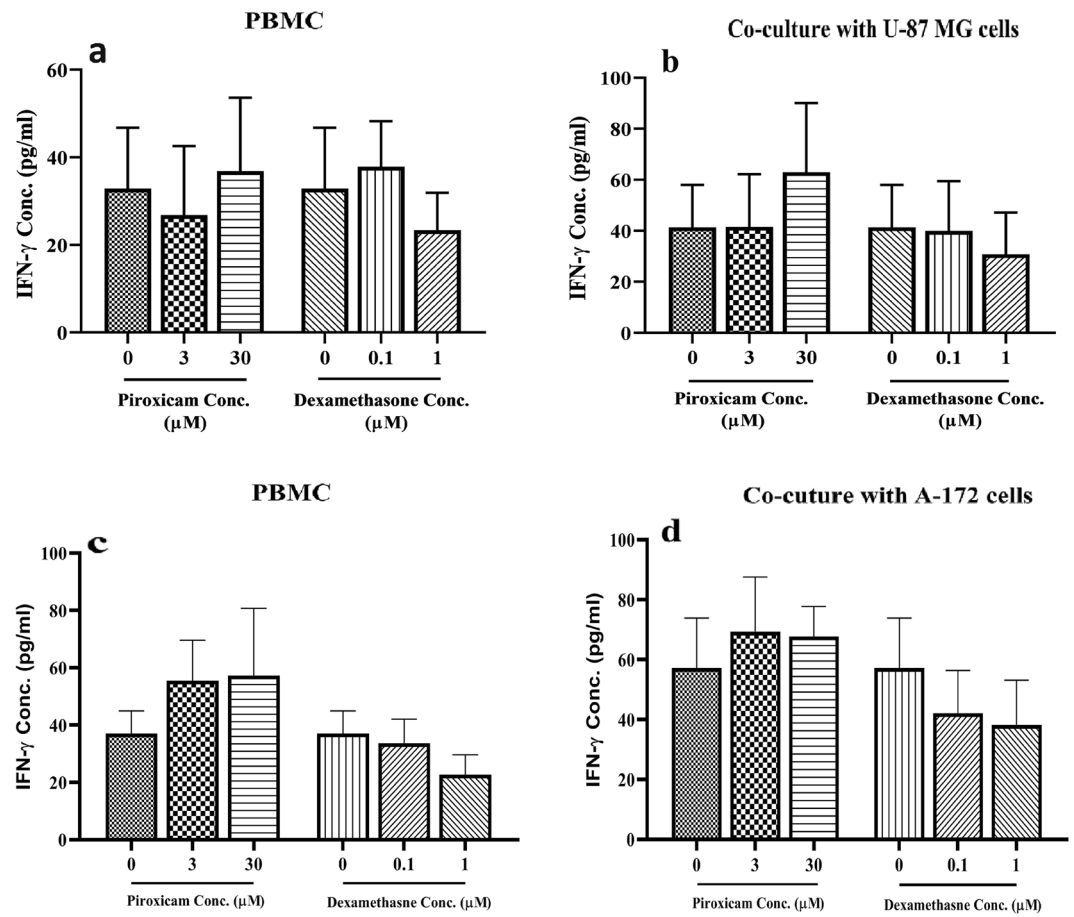 PBMC
a
IFN-γ Conc. (pg/ml)
60
40
20
0
0 3 30 0 0.1 1
Piroxicam Conc. Dexamethasone Conc.
(µM) (µM)
Co-culture with U-87 MG cells
b
IFN-γ Conc. (pg/ml)
100
80
60
40
20
0
0 3 30 0 0.1 1
Piroxicam Conc. Dexamethasone Conc.
(µM) (µM)
PBMC
c
IFN-γ Conc. (pg/ml)
100
80
60
40
20
0
0 3 30 0 0.1 1
Piroxicam Conc. (µM) Dexamethasne Conc. (µM)
Co-cuture with A-172 cells
d
IFN-γ Conc. (pg/ml)
100
80
60
40
20
0
0 3 30 0 0.1 1
Piroxicam Conc. (µM) Dexamethasne Conc. (µM)